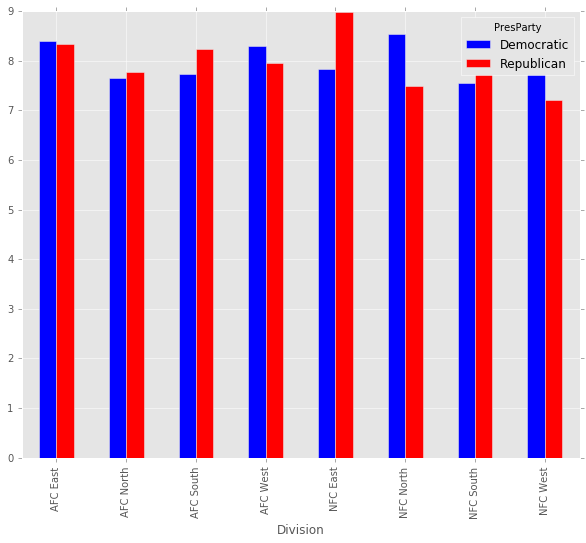 PresParty
Democratic
Republican
9
8
7
6
5
4
3
2
1
0
AFC East
AFC North
AFC South
AFC West
NFC East
NFC North
NFC South
NFC West
Division